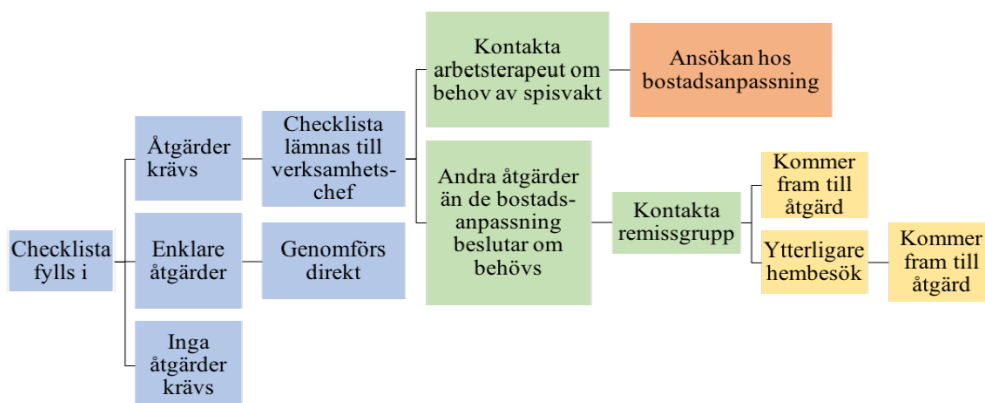 Checklista
fylls i
Åtgärder
krävs
Enklare
åtgärder
Inga
åtgärder
krävs
Checklista
lämnas till
verksamhets-
chef
Genomförs
direkt
Kontakta
arbetsterapeut om
behov av spisvakt
Ansökan hos
bostadsanpassning
Andra åtgärder
än de bostads-
anpassning
beslutar om
behövs
Kontakta
remissgrupp
Kommer
fram till
åtgärd
Ytterligare
hembesök
Kommer
fram till
åtgärd